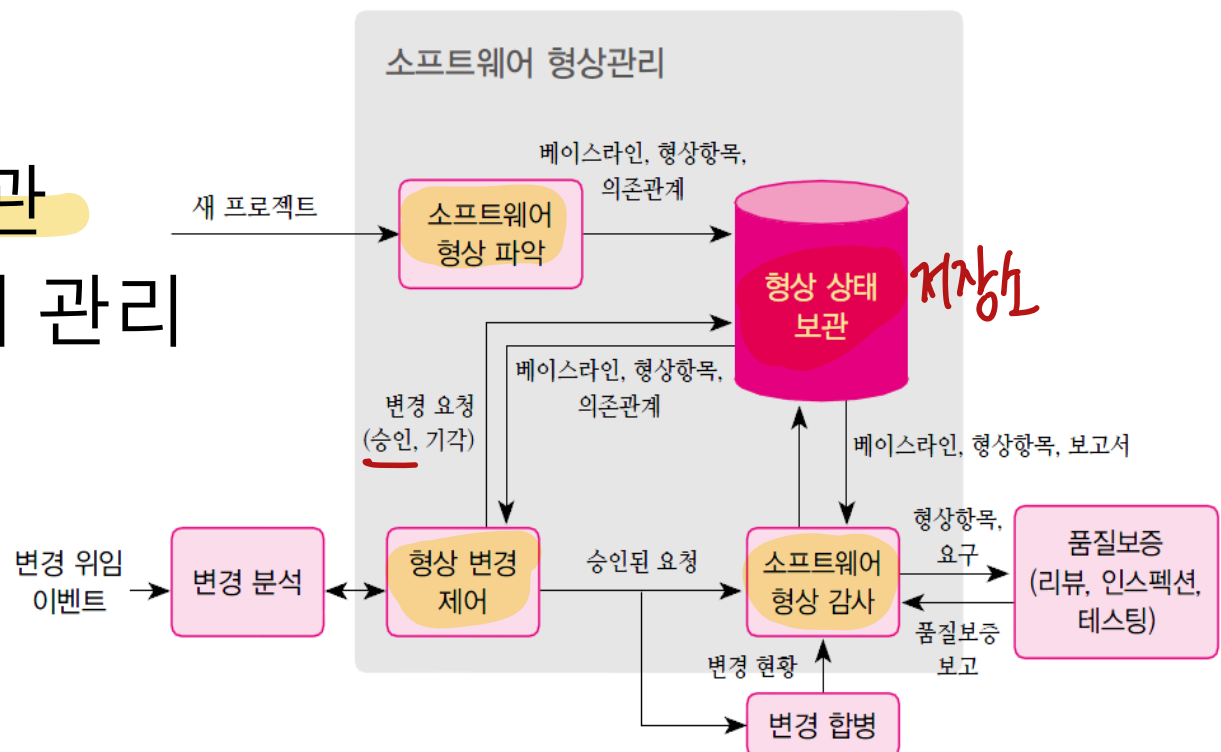 소프트웨어 형상관리
관
관리
새 프로젝트
소프트웨어
형상 파악
베이스라인, 형상항목,
의존관계
형상 상태
보관
저장소
변경 요청
(승인, 기각)
베이스라인, 형상항목,
의존관계
베이스라인, 형상항목, 보고서
변경 위임
이벤트
변경 분석
형상 변경
제어
승인된 요청
소프트웨어
형상 감사
형상항목,
요구
품질보증
보고
품질보증
(리뷰, 인스펙션,
테스팅)
변경 현황
변경 합병